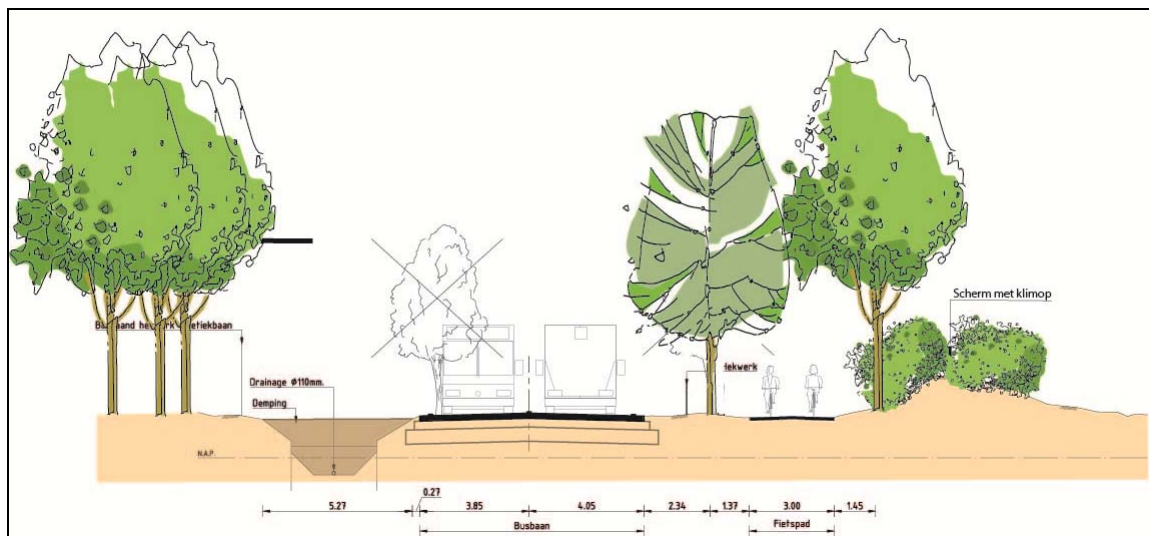 Scherm met klimop
hekwerk
Drainage Ø110mm.
Demping
N.A.P.
5.27
0.27
3.85
4.05
2.34
1.37
3.00
1.45
Busbaan
Fietspad